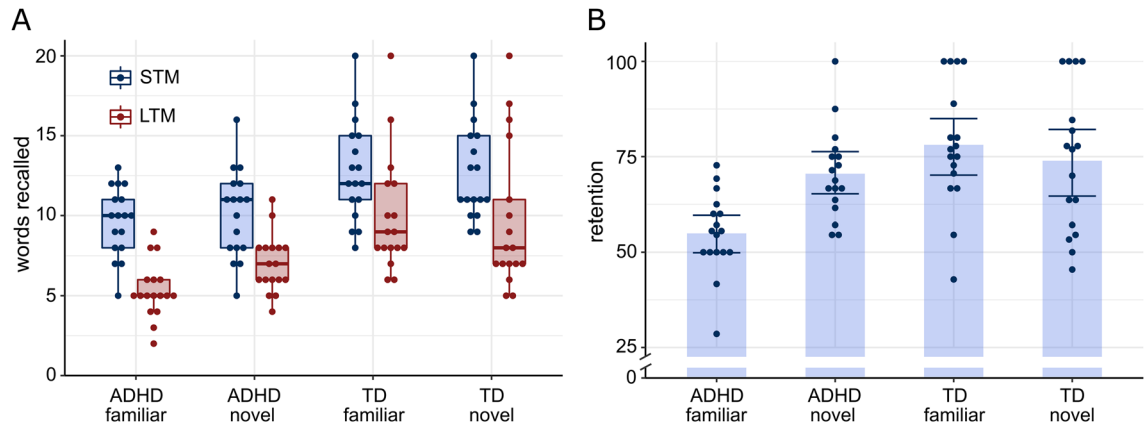 A
words recalled
20
15
10
5
0
STM
LTM
ADHD
familiar
ADHD
novel
TD
familiar
TD
novel
B
retention
100
75
50
25
0
ADHD
familiar
ADHD
novel
TD
familiar
TD
novel